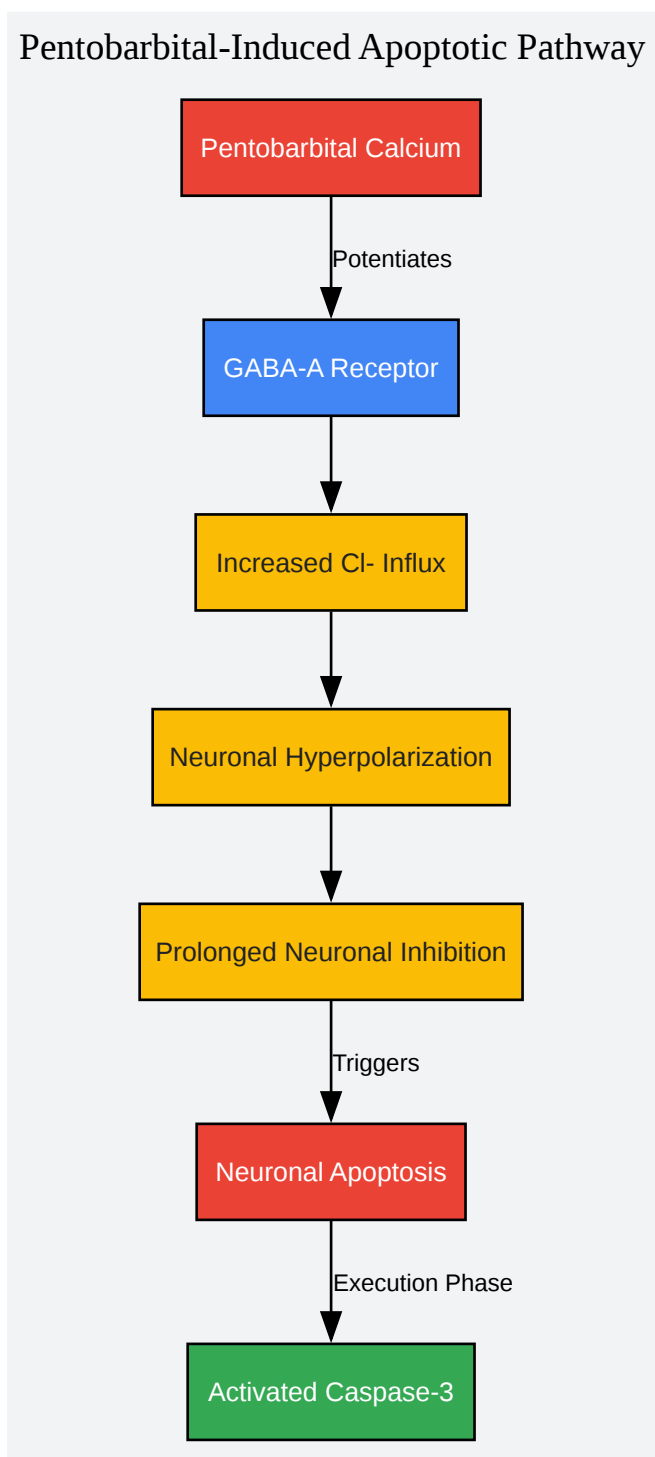 Pentobarbital-Induced Apoptotic Pathway
Pentobarbital Calcium
Potentiates
GABA-A Receptor
Increased Cl- Influx
Neuronal Hyperpolarization
Prolonged Neuronal Inhibition
Triggers
Neuronal Apoptosis
Execution Phase
Activated Caspase-3